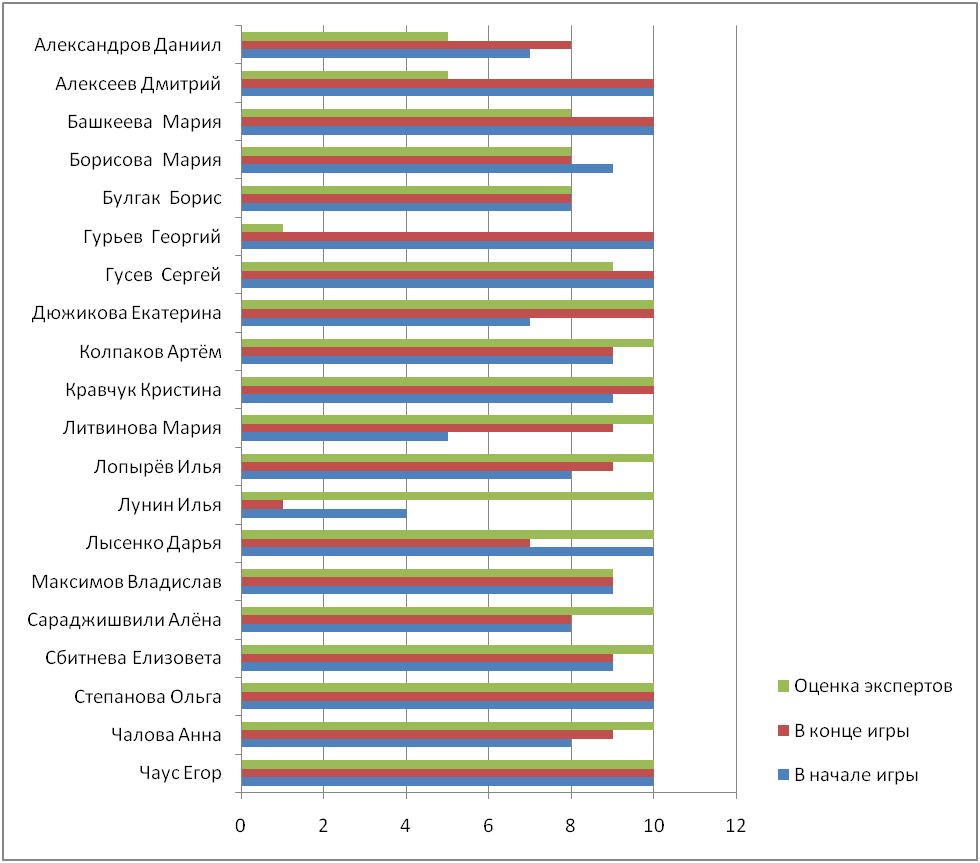 Александров Даниил
Алексеев Дмитрий
Башкеева  Мария
Борисова  Мария
Булгак  Борис
Гурьев  Георгий
Гусев  Сергей
Дюжикова Екатерина
Колпаков Артём
Кравчук Кристина
Литвинова Мария
Лопырёв Илья
Лунин Илья
Лысенко Дарья
Максимов Владислав
Сараджишвили Алёна
Сбитнева Елизовета
Степанова Ольга
Чалова Анна
Чаус Егор
0 2 4 6 8 10 12
Оценка экспертов
В конце игры
В начале игры